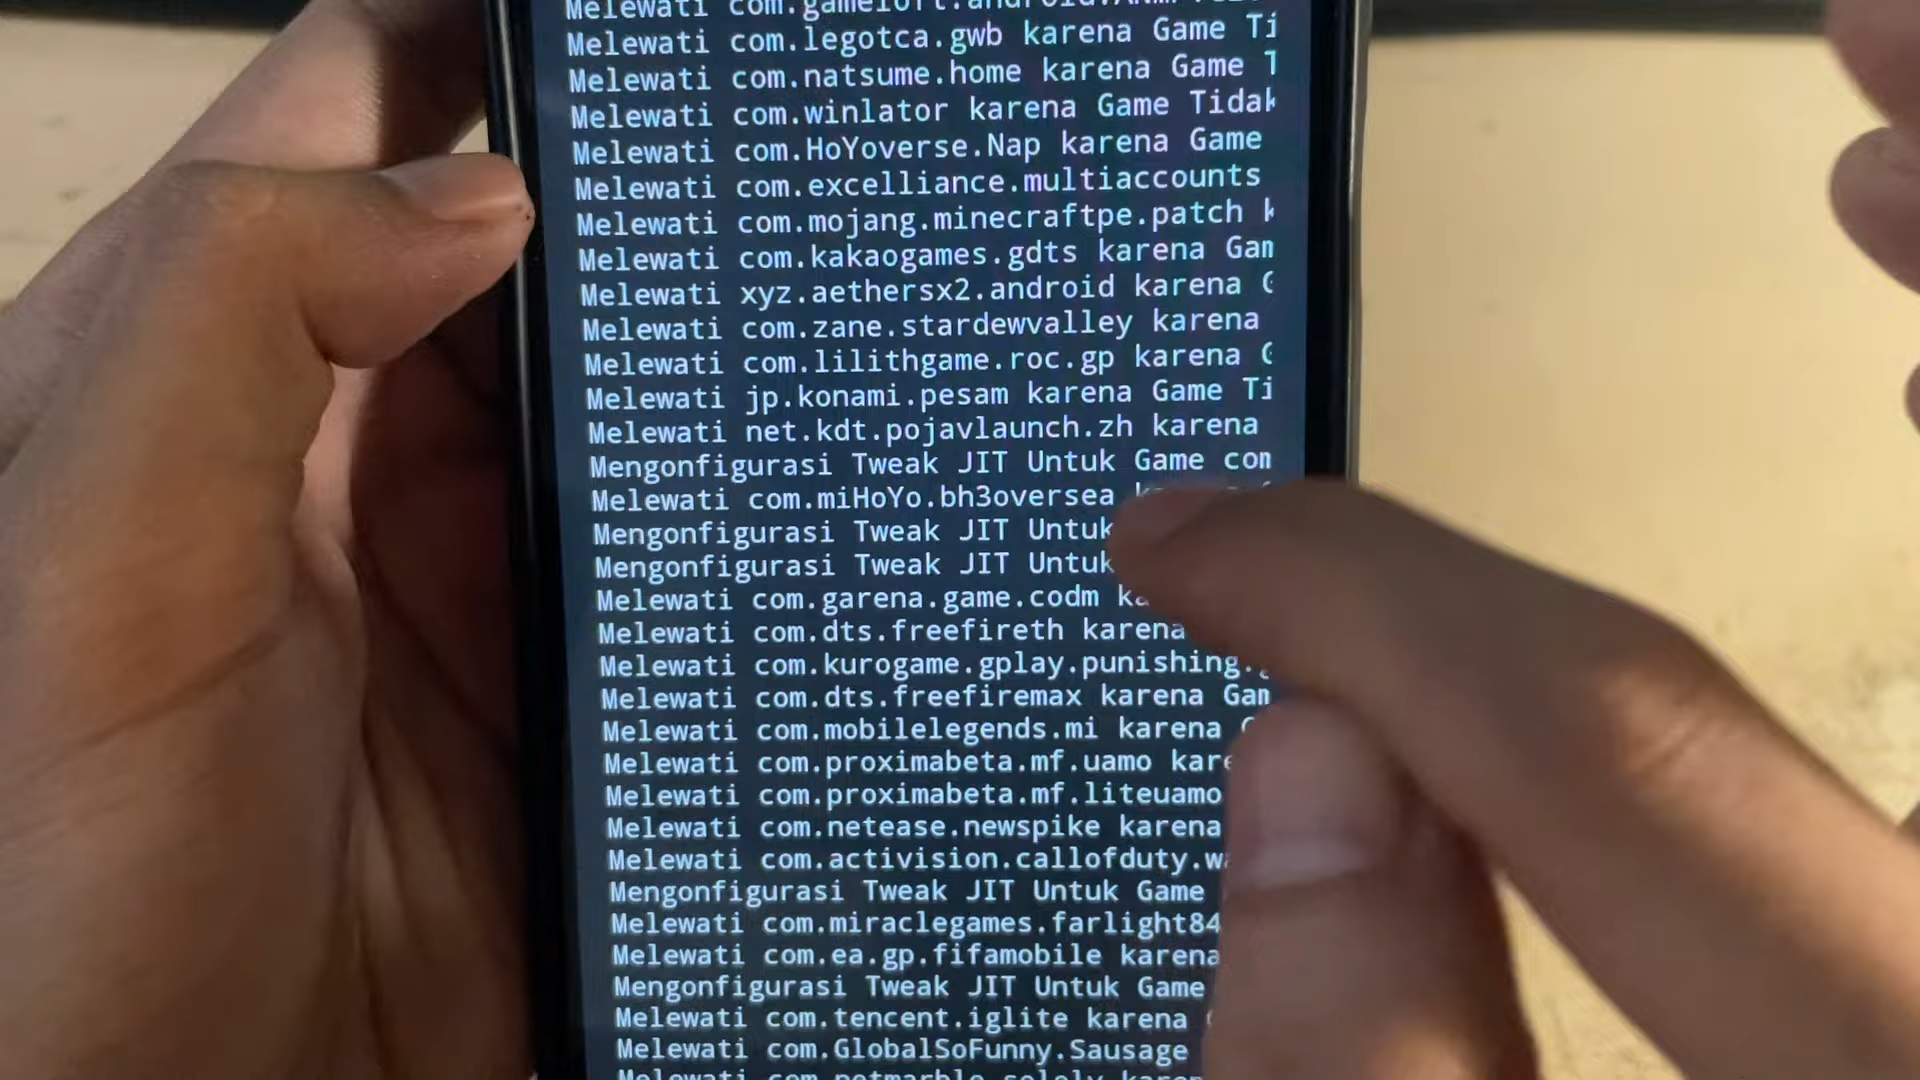 Melewati
Melewati com.legotca.gwb karena Game
Melewati com.natsume.home karena Game
Melewati com.winlator karena Game Tidak
Melewati com.HoYoverse.Nap karena Game
Melewati com.excelliance.multiaccounts
Melewati com.mojang.minecraftpe.patch
Melewati com.kakaogames.gdts karena
Melewati xyz.aethersx2.android karena
Melewati com.zane.stardewvalley karena
Melewati com.lilithgame.roc.gp karena
Melewati jp.konami.pesam karena Game
Melewati net.kdt.pojavlaunch.zh karena
Mengonfigurasi Tweak JIT Untuk Game com
Melewati com.miHoYo.bh3oversea
Mengonfigurasi Tweak JIT Untuk
Mengonfigurasi Tweak JIT Untuk
Melewati com.garena.game.codm
Melewati com.dts.freefireth karena
Melewati com.kurogame.gplay.punishing.
Melewati com.dts.freefiremax karena
Melewati com.mobilelegends.mi karena
Melewati com.proximabeta.mf.uamo
Melewati com.proximabeta.mf.liteuamo
Melewati com.netease.newspike karena
Melewati com.activision.callofduty.w
Mengonfigurasi Tweak JIT Untuk Game
Melewati com.miraclegames.farlight84
Melewati com.ea.gp.fifamobile karena
Mengonfigurasi Tweak JIT Untuk Game
Melewati com.tencent.iglite karena
Melewati com.GlobalSoFunny.Sausage